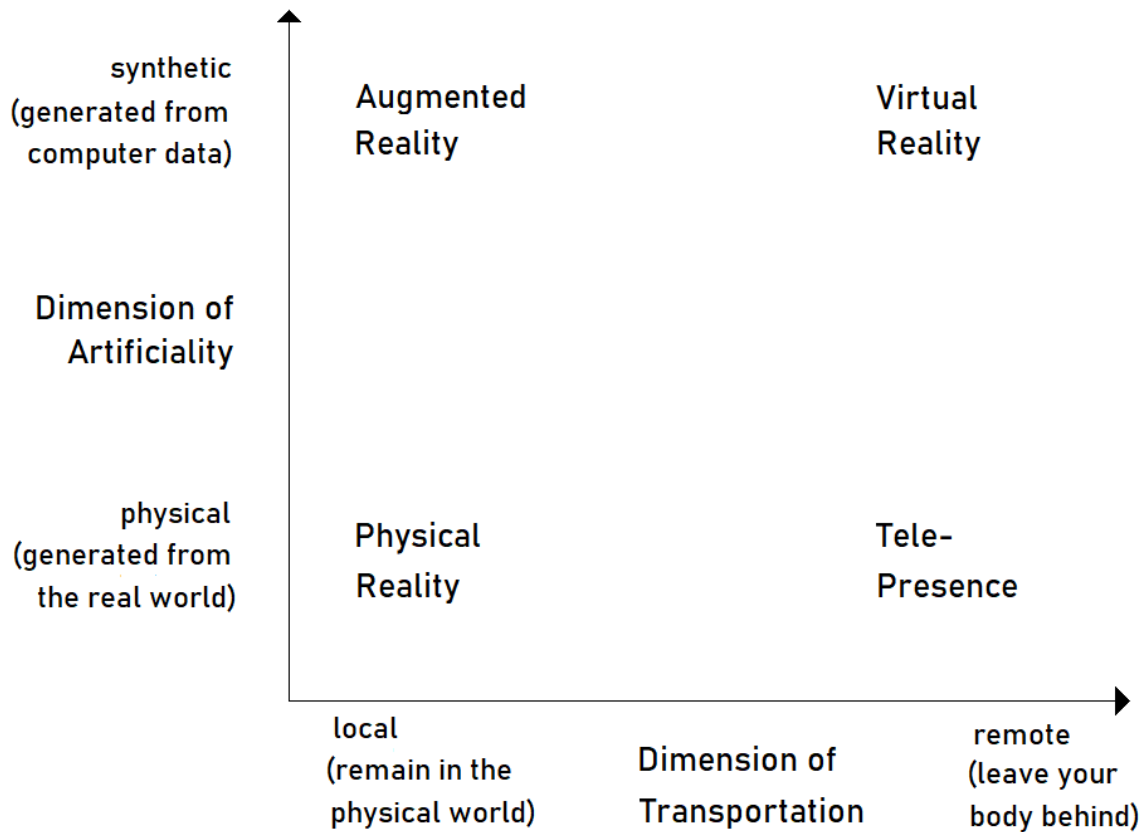 synthetic
(generated from
computer data)
Augmented
Reality
Virtual
Reality
Dimension of
Artificiality
physical
(generated from
the real world)
Physical
Reality
Tele-
Presence
local
(remain in the
physical world)
Dimension of
Transportation
remote
(leave your
body behind)